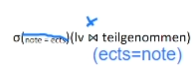 σ(note = ects)(lv ⋈ teilgenommen)
(ects=note)